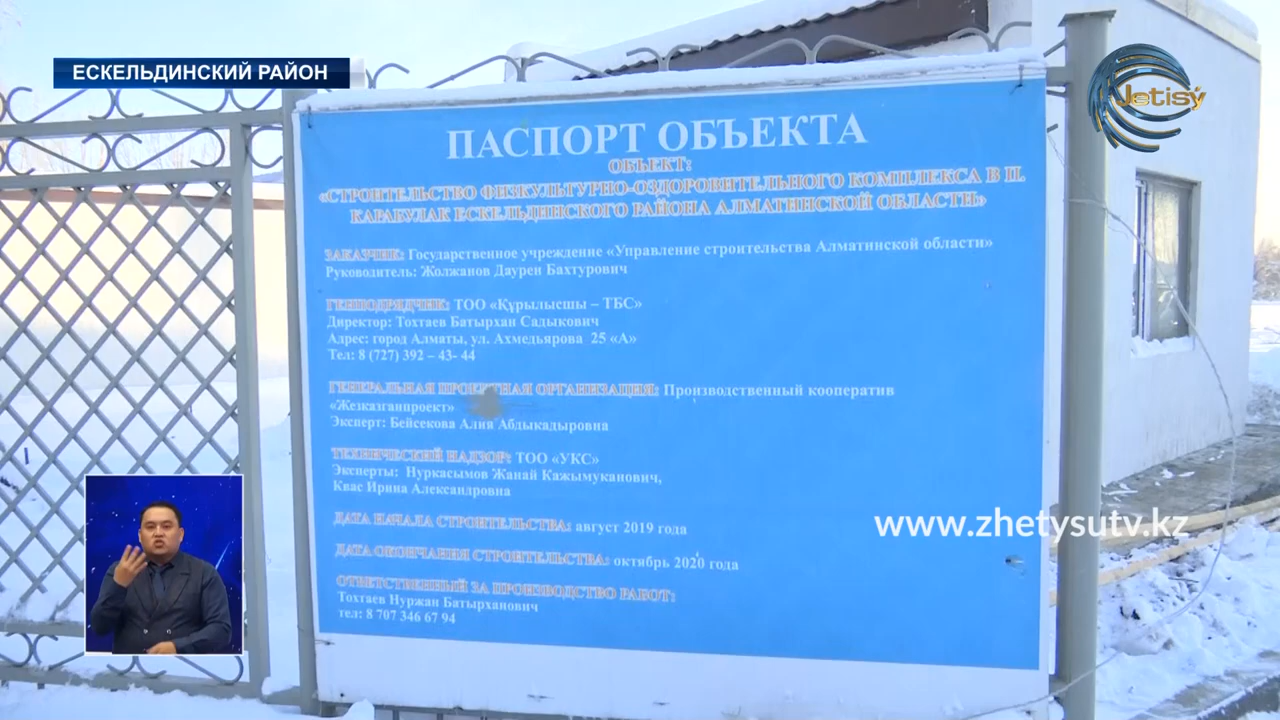 ЕСКЕЛЬДИНСКИЙ РАЙОН
Jetisý
ПАСПОРТ ОБЪЕКТА
ОБЪЕКТ:
«СТРОИТЕЛЬСТВО ФИЗКУЛЬТУРНО-ОЗДОРОВИТЕЛЬНОГО КОМПЛЕКСА В П.
КАРАБУЛАК ЕСКЕЛЬДИНСКОГО РАЙОНА АЛМАТИНСКОЙ ОБЛАСТИ»
ЗАКАЗЧИК: Государственное учреждение «Управление строительства Алматинской области»
Руководитель: Жолжанов Даурен Бахтурович
ГЕНПОДРЯДЧИК: ТОО «Құрылысшы – ТБС»
Директор: Тохтаев Батырхан Садыкович
Адрес: город Алматы, ул. Ахмедьярова 25 «А»
Тел: 8 (727) 392 – 43- 44
ГЕНЕРАЛЬНАЯ ПРОЕКТНАЯ ОРГАНИЗАЦИЯ: Производственный кооператив
«Жезказганпроект»
Эксперт: Бейсекова Алия Абдыкадыровна
ТЕХНИЧЕСКИЙ НАДЗОР: ТОО «УКС»
Эксперты: Нуркасымов Жанай Кажымуканович,
Квас Ирина Александровна
ДАТА НАЧАЛА СТРОИТЕЛЬСТВА: август 2019 года
ДАТА ОКОНЧАНИЯ СТРОИТЕЛЬСТВА: октябрь 2020 года
ОТВЕТСТВЕННЫЙ ЗА ПРОИЗВОДСТВО РАБОТ:
Тохтаев Нуржан Батырханович
тел: 8 707 346 67 94
www.zhetysutv.kz